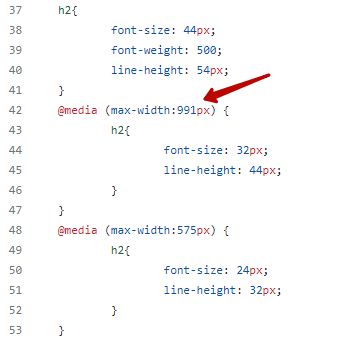 37 h2{
38 font-size: 44px;
39 font-weight: 500;
40 line-height: 54px;
41 }
42 @media (max-width:991px) {
43 h2{
44 font-size: 32px;
45 line-height: 44px;
46 }
47 }
48 @media (max-width:575px) {
49 h2{
50 font-size: 24px;
51 line-height: 32px;
52 }
53 }